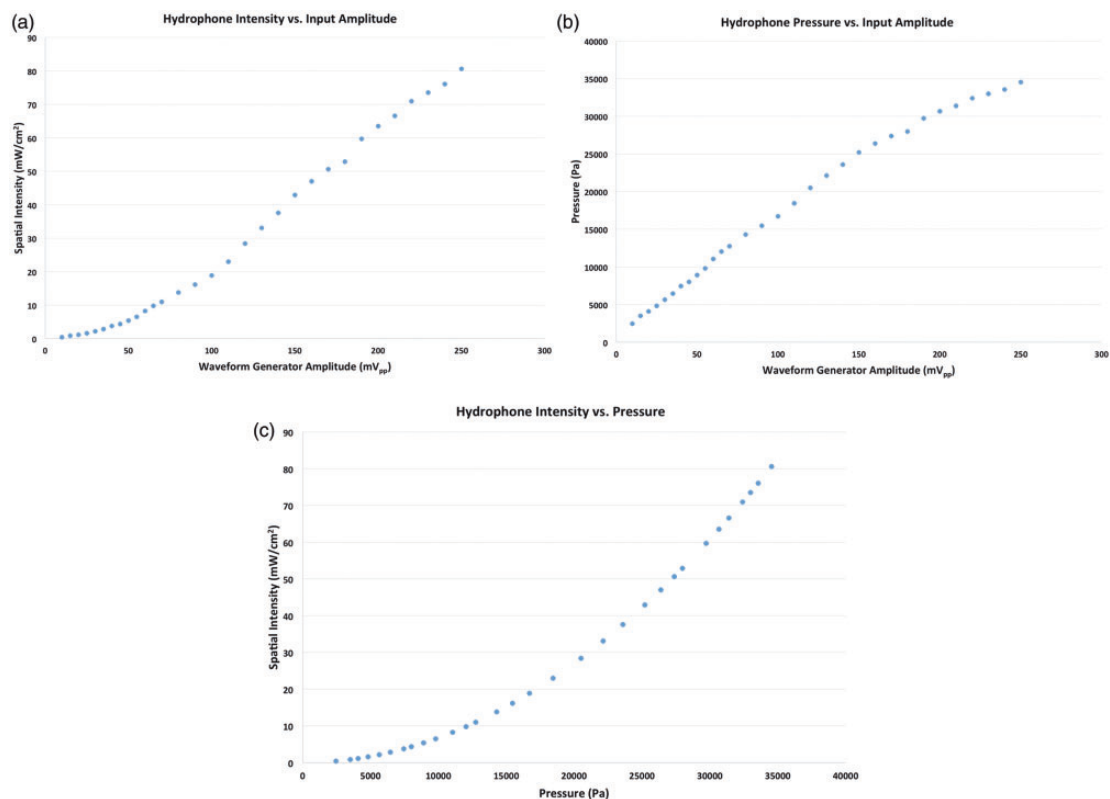 (a)
Hydrophone Intensity vs. Input Amplitude
90
80
70
60
50
40
30
20
10
0
Spatial Intensity (mW/cm²)
0 50 100 150 200 250 300
Waveform Generator Amplitude (mVpp)
(b)
Hydrophone Pressure vs. Input Amplitude
40000
35000
30000
25000
20000
15000
10000
5000
0
Pressure (Pa)
0 50 100 150 200 250 300
Waveform Generator Amplitude (mVpp)
(c)
Hydrophone Intensity vs. Pressure
90
80
70
60
50
40
30
20
10
0
Spatial Intensity (mW/cm²)
0 5000 10000 15000 20000 25000 30000 35000 40000
Pressure (Pa)